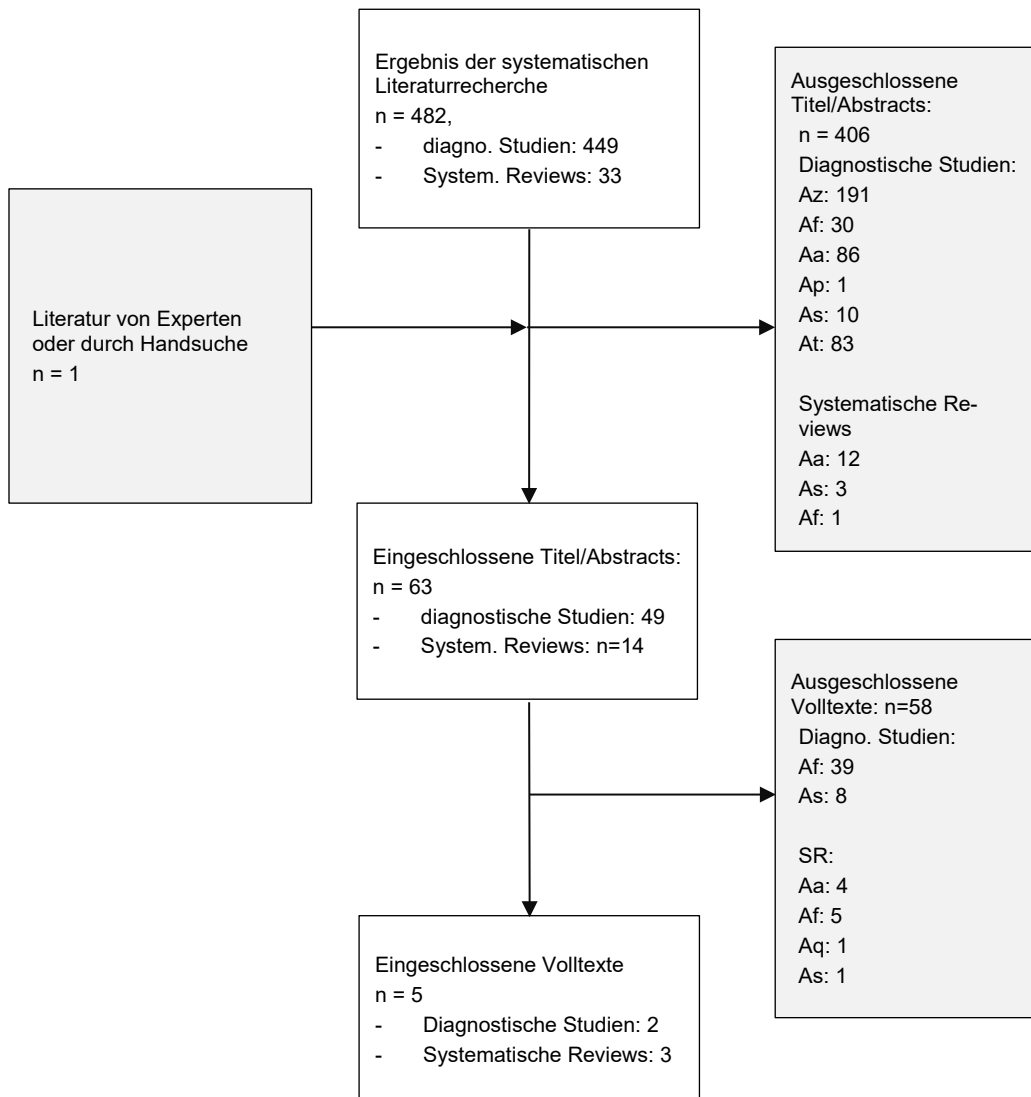 Ergebnis der systematischen
Literaturrecherche
n = 482,
- diagno. Studien: 449
- System. Reviews: 33
Ausgeschlossene
Titel/Abstracts:
n = 406
Diagnostische Studien:
Az: 191
Af: 30
Aa: 86
Ap: 1
As: 10
At: 83
Systematische Re-
views
Aa: 12
As: 3
Af: 1
Literatur von Experten
oder durch Handsuche
n = 1
Eingeschlossene Titel/Abstracts:
n = 63
- diagnostische Studien: 49
- System. Reviews: n=14
Ausgeschlossene
Volltexte: n=58
Diagno. Studien:
Af: 39
As: 8
SR:
Aa: 4
Af: 5
Aq: 1
As: 1
Eingeschlossene Volltexte
n = 5
- Diagnostische Studien: 2
- Systematische Reviews: 3